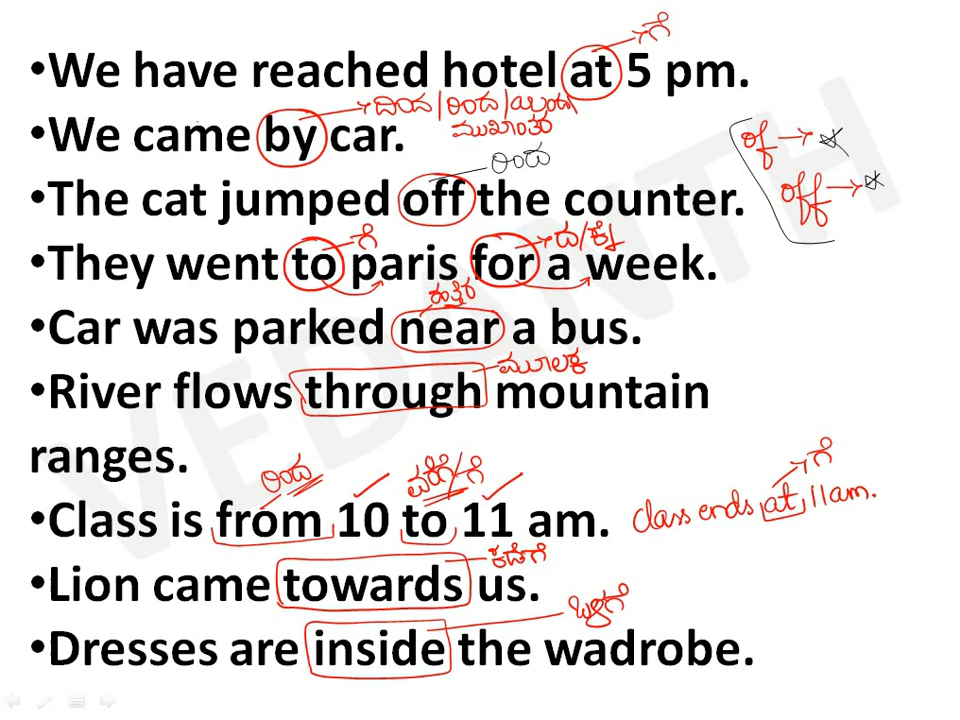 ಗೆ
•We have reached hotel at 5 pm.
ದಿಂದ/ರಿಂದ/ಯಿಂದ
ಮುಖಾಂತರ
•We came by car.
of → ✗
ರಿಂದ
•The cat jumped off the counter.
off → ✗
ಗೆ ದ/ಕ್ಕೆ
•They went to paris for a week.
ಹತ್ತಿರ
•Car was parked near a bus.
ಮೂಲಕ
•River flows through mountain
ranges.
ರಿಂದ ವರೆಗೆ/ಗೆ ಗೆ
•Class is from 10 to 11 am. class ends at 11am.
ಕಡೆಗೆ
•Lion came towards us.
ಒಳಗೆ
•Dresses are inside the wadrobe.
VEDANTH